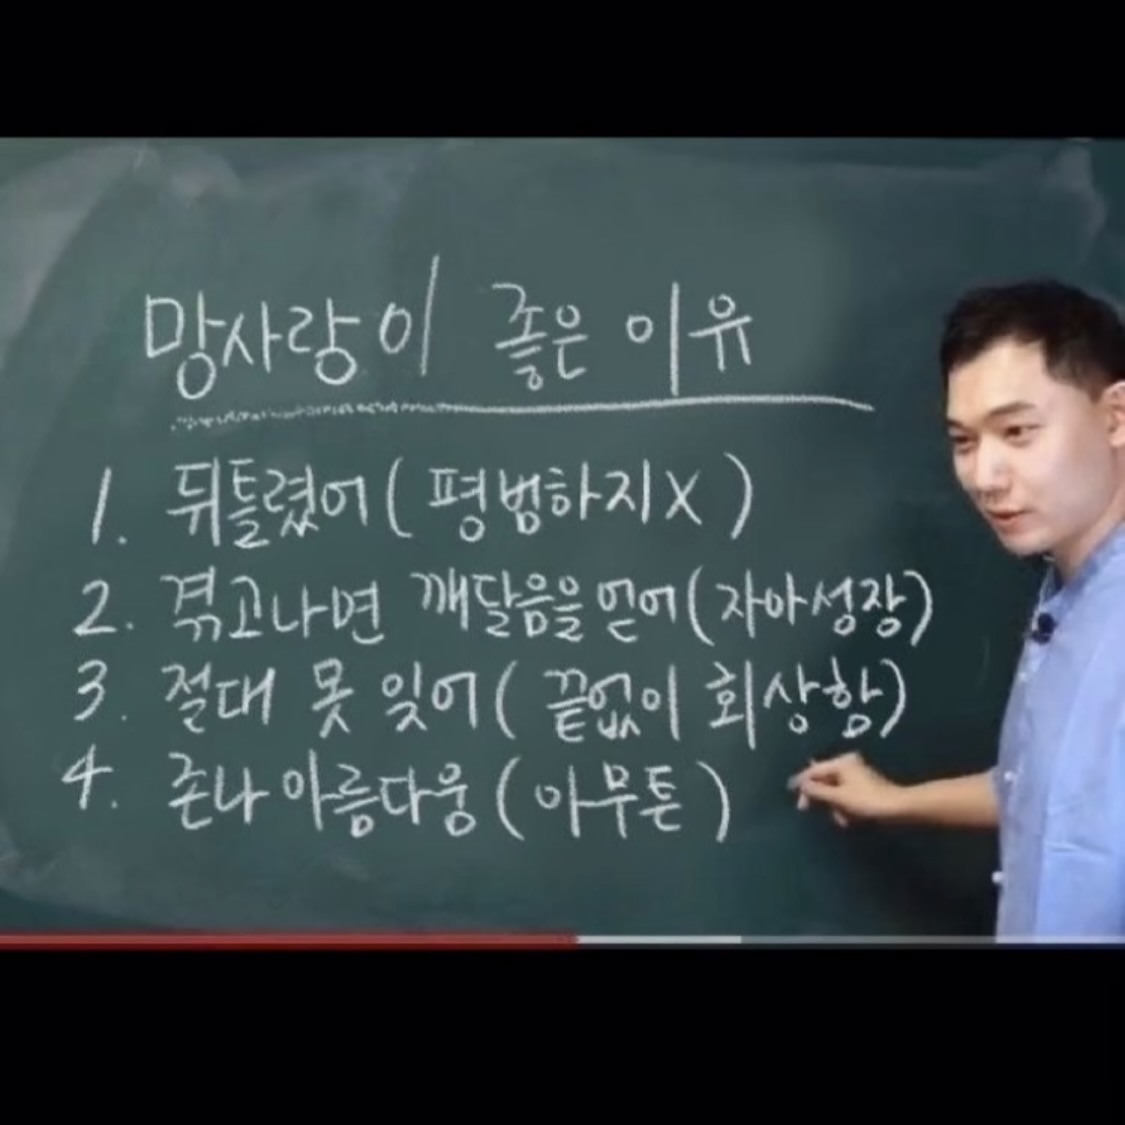 망사랑이 좋은 이유
1. 뒤틀렸어(평범하지X)
2. 겪고나면 깨달음을 얻어(자아성장)
3. 절대 못 잊어(끝없이 회상함)
4. 존나 아름다움(아무튼)